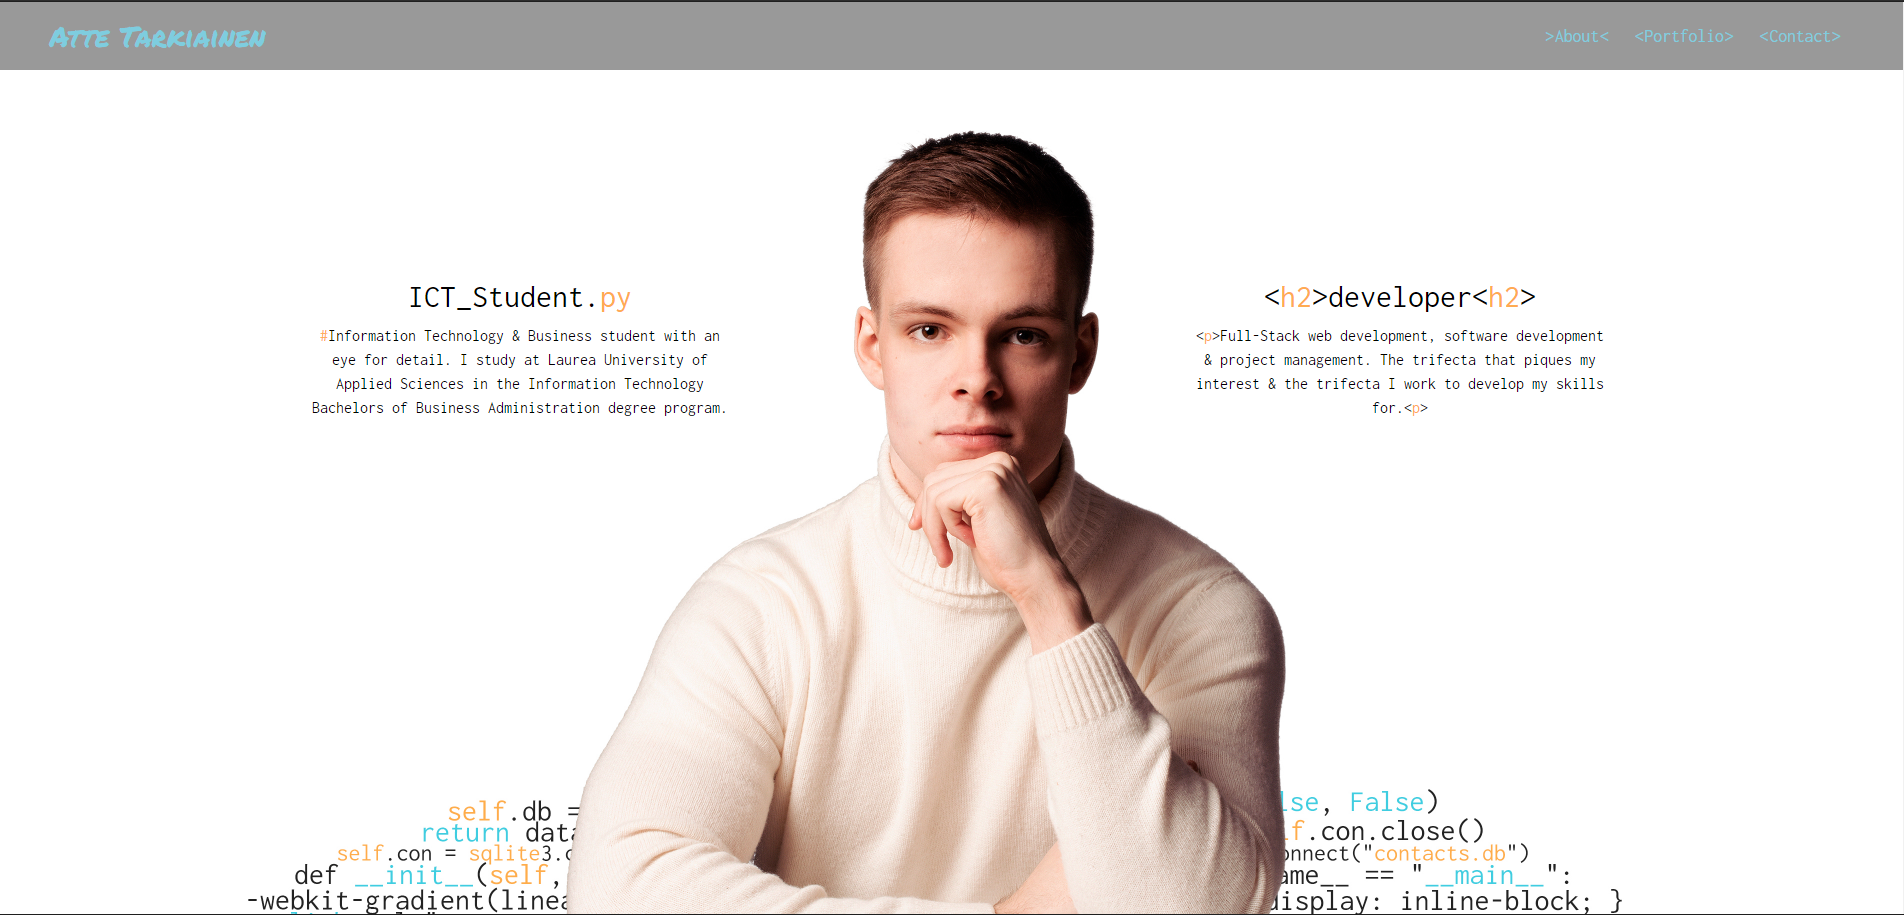 Atte Tarkiainen
>About< <Portfolio> <Contact>
ICT_Student.py
#Information Technology & Business student with an
eye for detail. I study at Laurea University of
Applied Sciences in the Information Technology
Bachelors of Business Administration degree program.
<h2>developer<h2>
<p>Full-Stack web development, software development
& project management. The trifecta that piques my
interest & the trifecta I work to develop my skills
for.<p>
self.db =
return data
self.con = sqlite3.c
def __init__(self,
-webkit-gradient(linea
lse, False)
f.con.close()
onnect("contacts.db")
ame__ == "__main__":
display: inline-block; }